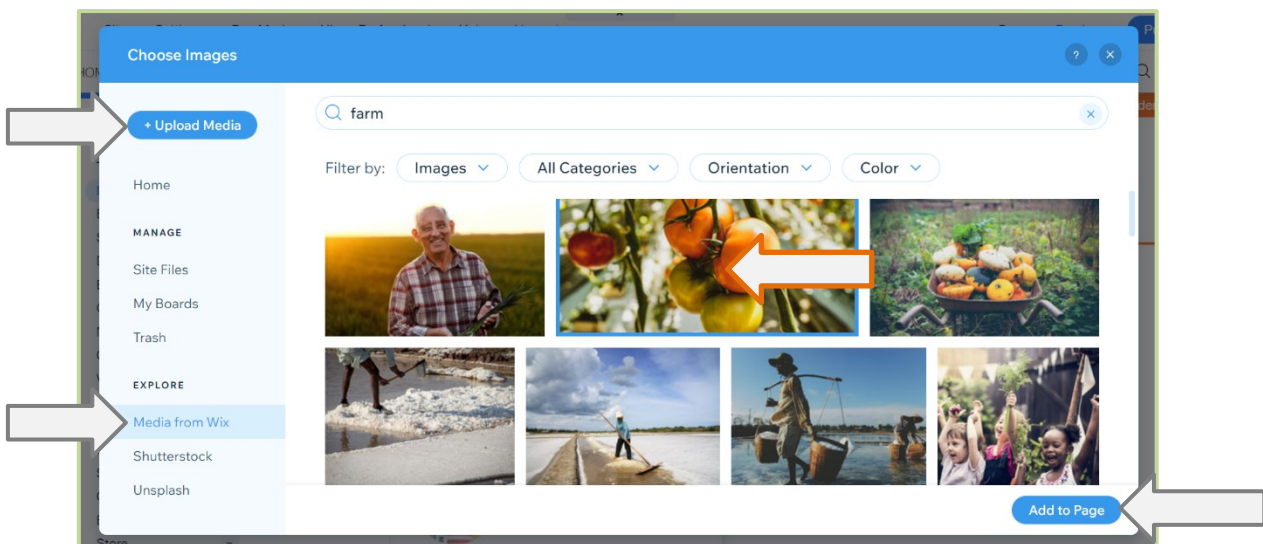 Choose Images
?
×
+ Upload Media
farm
×
Filter by: Images All Categories Orientation Color
Home
MANAGE
Site Files
My Boards
Trash
EXPLORE
Media from Wix
Shutterstock
Unsplash
Add to Page
Store